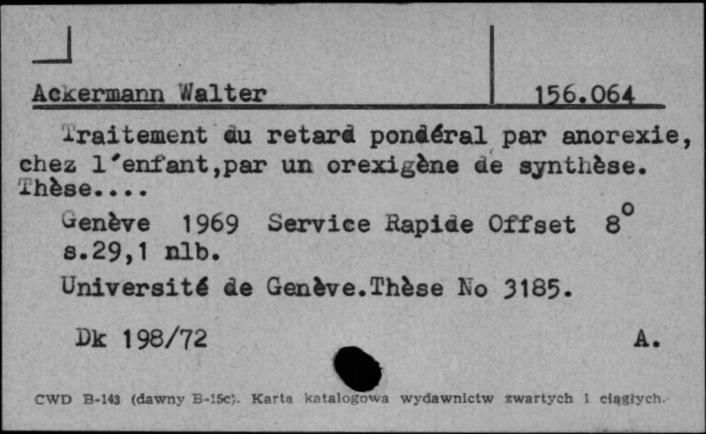 Ackermann Walter 156.064
Traitement du retard pondéral par anorexie,
chez l'enfant,par un orexigène de synthèse.
Thèse....
Genève 1969 Service Rapide Offset 8°
s.29,1 nlb.
Université de Genève.Thèse No 3185.
Dk 198/72 A.
CWD B-143 (dawny B-15c). Karta katalogowa wydawnictw zwartych i ciągłych.